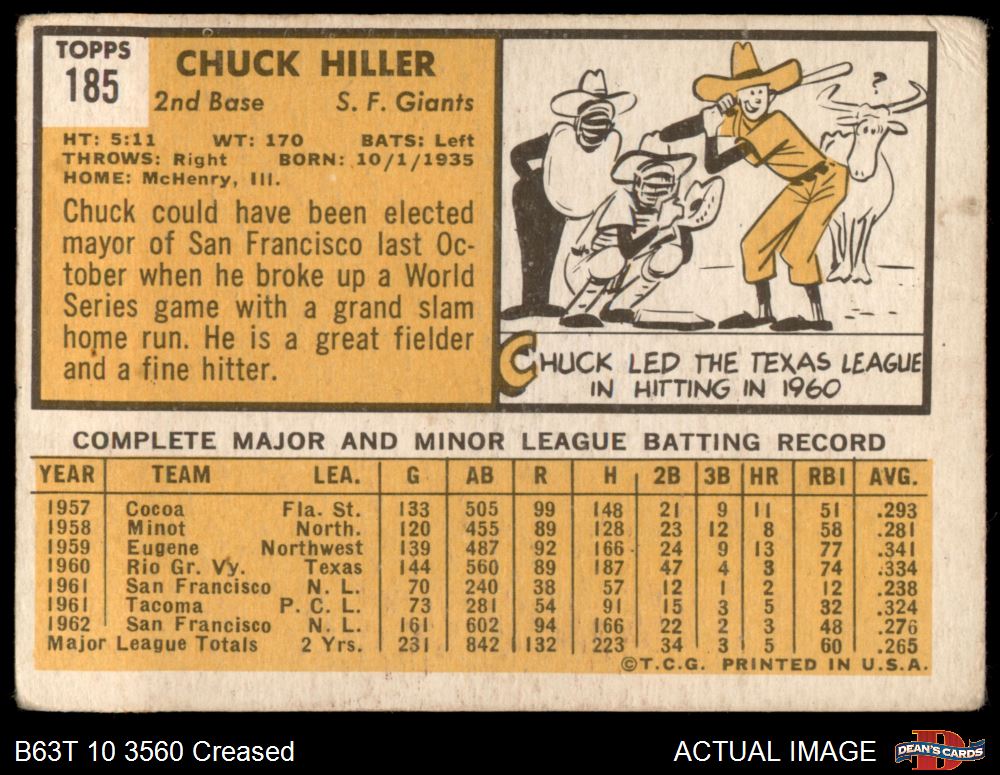 TOPPS
185
CHUCK HILLER
2nd Base S. F. Giants
HT: 5:11 WT: 170 BATS: Left
THROWS: Right BORN: 10/1/1935
HOME: McHenry, Ill.
Chuck could have been elected
mayor of San Francisco last Oc-
tober when he broke up a World
Series game with a grand slam
home run. He is a great fielder
and a fine hitter.
?
CHUCK LED THE TEXAS LEAGUE
IN HITTING IN 1960
COMPLETE MAJOR AND MINOR LEAGUE BATTING RECORD
YEAR TEAM LEA. G AB R H 2B 3B HR RBI AVG.
1957 Cocoa Fla. St. 133 505 99 148 21 9 11 51 .293
1958 Minot North. 120 455 89 128 23 12 8 58 .281
1959 Eugene Northwest 139 487 92 166 24 9 13 77 .341
1960 Rio Gr. Vy. Texas 144 560 89 187 47 4 3 74 .334
1961 San Francisco N. L. 70 240 38 57 12 1 2 12 .238
1961 Tacoma P. C. L. 73 281 54 91 15 3 5 32 .324
1962 San Francisco N. L. 161 602 94 166 22 2 3 48 .276
Major League Totals 2 Yrs. 231 842 132 223 34 3 5 60 .265
©T.C.G. PRINTED IN U.S.A.
B63T 10 3560 Creased ACTUAL IMAGE
D
DEAN'S CARDS